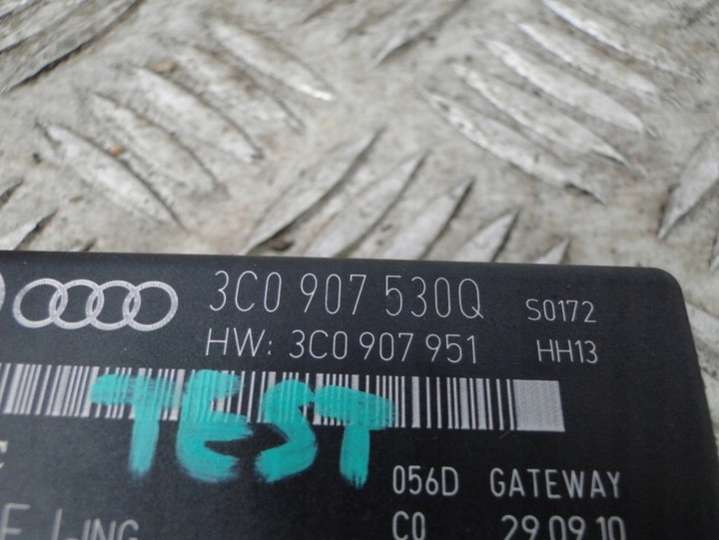 3C0 907 530Q S0172
HW: 3C0 907 951 HH13
TEST
056D GATEWAY
C0 29.09.10